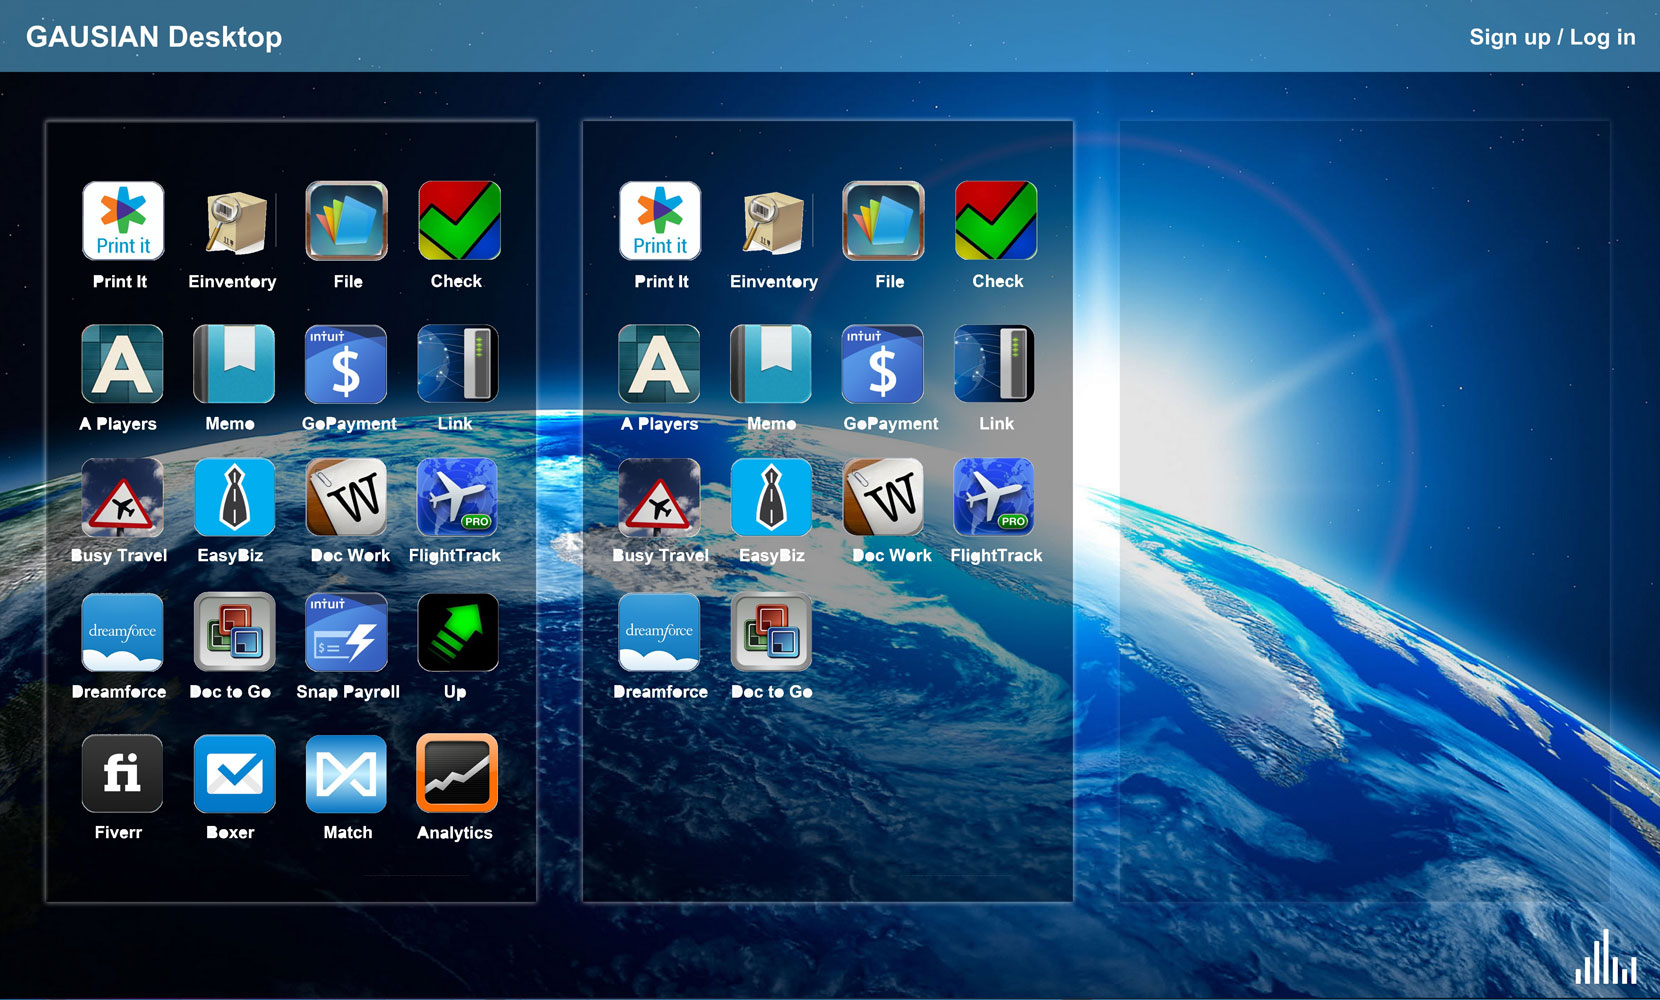 GAUSIAN Desktop
Sign up / Log in
Print it
Print It
Einventory
File
Check
A
INTUIT
$
A Players
Memo
GoPayment
Link
W
PRO
Busy Travel
EasyBiz
Doc Work
FlightTrack
dreamforce
INTUIT
$=
Dreamforce
Doc to Go
Snap Payroll
Up
fi
Fiverr
Boxer
Match
Analytics
Print it
Print It
Einventory
File
Check
A
INTUIT
$
A Players
Memo
GoPayment
Link
W
PRO
Busy Travel
EasyBiz
Doc Work
FlightTrack
dreamforce
Dreamforce
Doc to Go